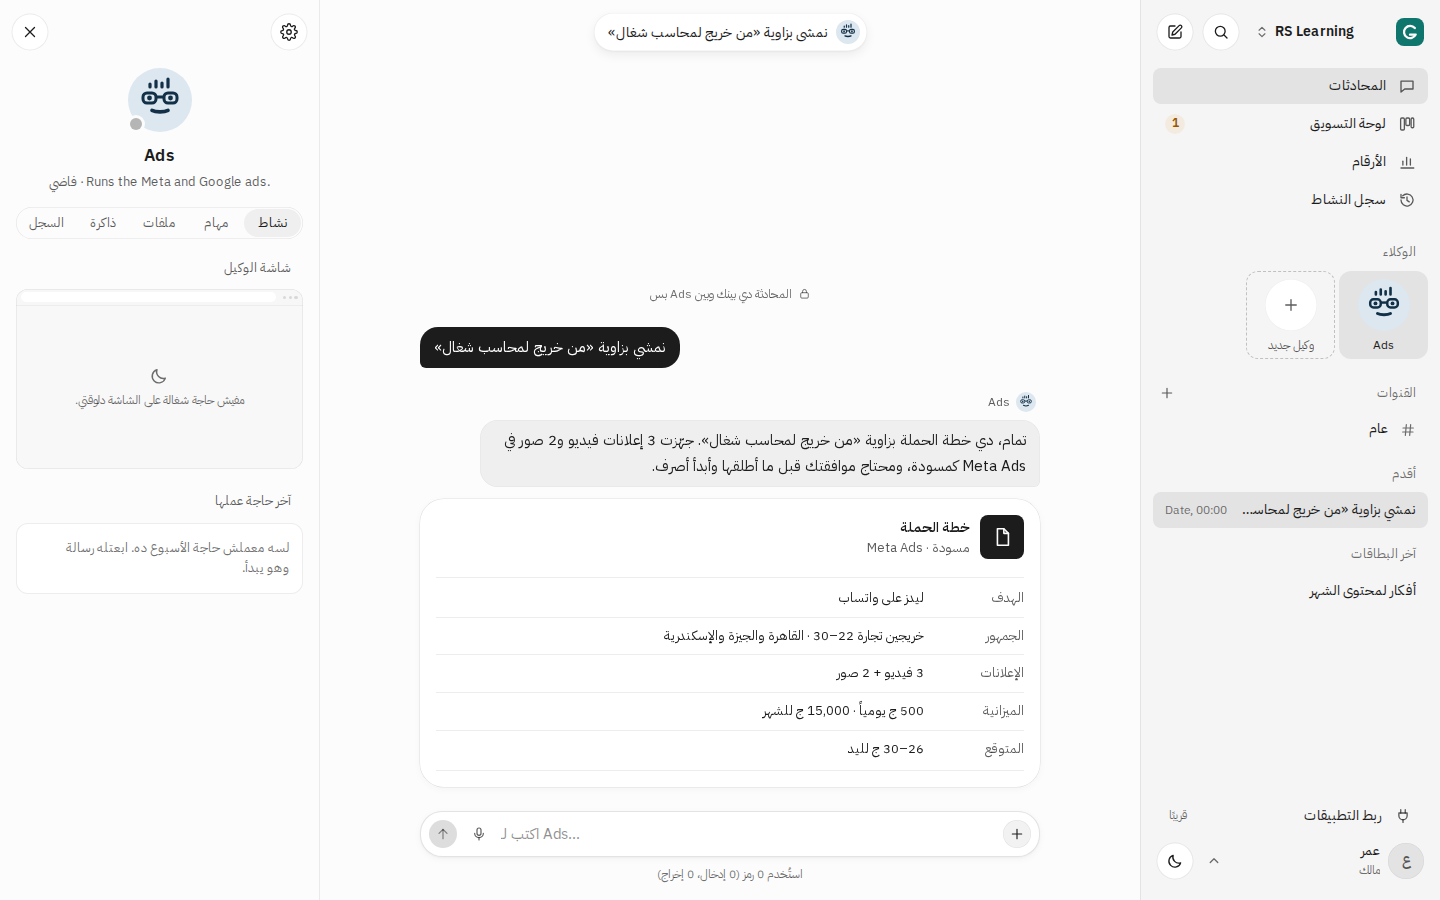 RS Learning
المحادثات
لوحة التسويق
1
الأرقام
سجل النشاط
الوكلاء
Ads
وكيل جديد
القنوات
عام
أقدم
نمشي بزاوية «من خريج لمحاسب...
Date, 00:00
آخر البطاقات
أفكار لمحتوى الشهر
ربط التطبيقات
قريبًا
ع
عمر
مالك
نمشي بزاوية «من خريج لمحاسب شغال»
المحادثة دي بينك وبين Ads بس
نمشي بزاوية «من خريج لمحاسب شغال»
Ads
تمام، دي خطة الحملة بزاوية «من خريج لمحاسب شغال». جهّزت 3 إعلانات فيديو و2 صور في
Meta Ads كمسودة، ومحتاج موافقتك قبل ما أطلقها وأبدأ أصرف.
خطة الحملة
مسودة · Meta Ads
الهدف
ليدز على واتساب
الجمهور
خريجين تجارة 22–30 · القاهرة والجيزة والإسكندرية
الإعلانات
3 فيديو + 2 صور
الميزانية
500 ج يومياً · 15,000 ج للشهر
المتوقع
26–30 ج لليد
اكتب لـ Ads...
استُخدم 0 رمز (0 إدخال، 0 إخراج)
Ads
فاضي · Runs the Meta and Google ads.
نشاط
مهام
ملفات
ذاكرة
السجل
شاشة الوكيل
مفيش حاجة شغالة على الشاشة دلوقتي.
آخر حاجة عملها
لسه معملش حاجة الأسبوع ده. ابعتله رسالة
وهو يبدأ.